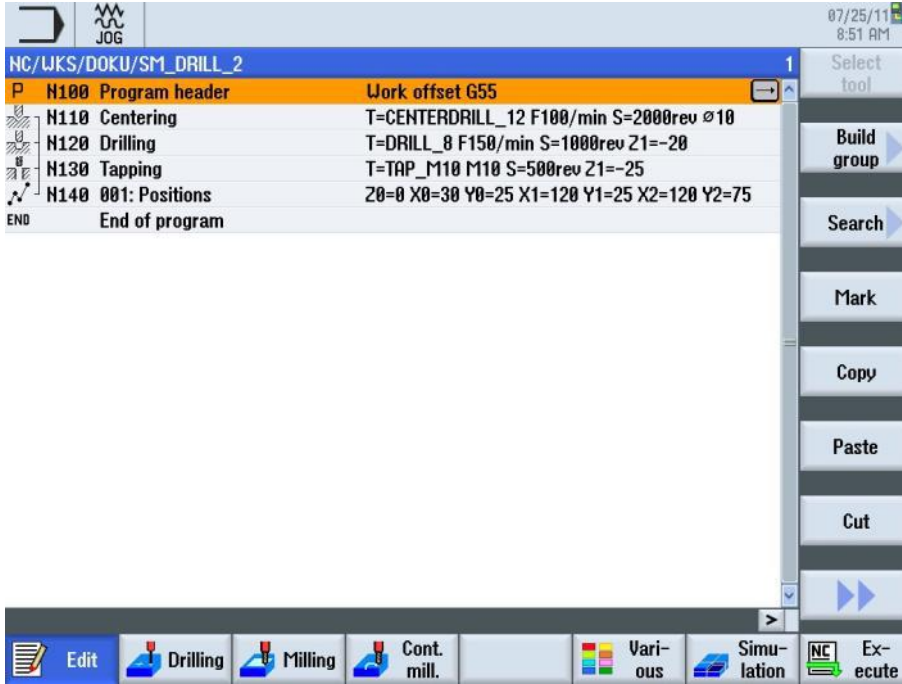 JOG
07/25/11
8:51 AM
NC/WKS/DOKU/SM_DRILL_2 1
P N100 Program header Work offset G55
N110 Centering T=CENTERDRILL_12 F100/min S=2000rev ø10
N120 Drilling T=DRILL_8 F150/min S=1000rev Z1=-20
N130 Tapping T=TAP_M10 M10 S=500rev Z1=-25
N140 001: Positions Z0=0 X0=30 Y0=25 X1=120 Y1=25 X2=120 Y2=75
END End of program
Select
tool
Build
group
Search
Mark
Copy
Paste
Cut
>
Edit
Drilling
Milling
Cont.
mill.
Vari-
ous
Simu-
lation
NC
Ex-
ecute